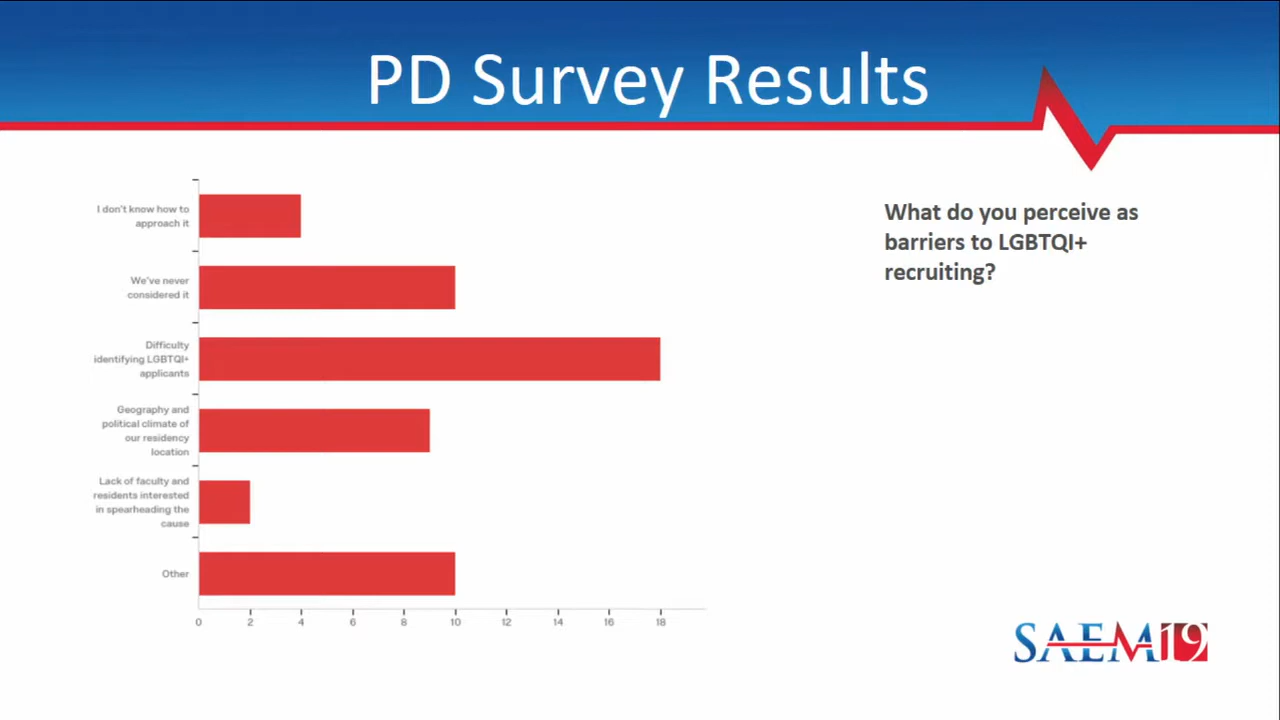 PD Survey Results
What do you perceive as
barriers to LGBTQI+
recruiting?
I don't know how to
approach it
We've never
considered it
Difficulty
identifying LGBTQI+
applicants
Geography and
political climate of
our residency
location
Lack of faculty and
residents interested
in spearheading the
cause
Other
0 2 4 6 8 10 12 14 16 18
SAEM19